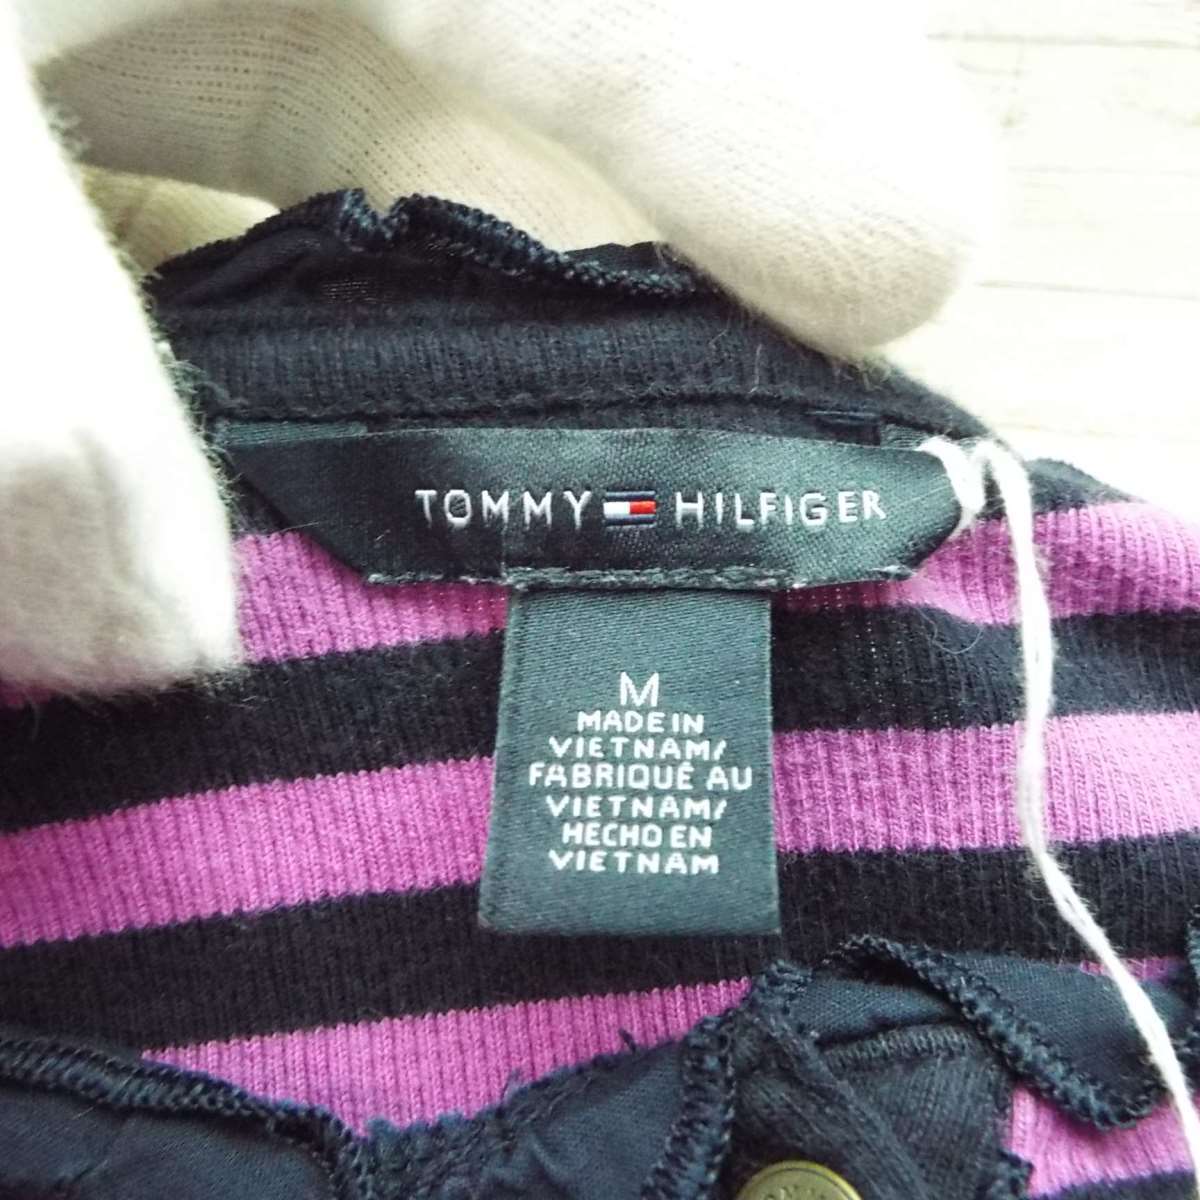 TOMMY HILFIGER
M
MADE IN
VIETNAM/
FABRIQUÉ AU
VIETNAM/
HECHO EN
VIETNAM